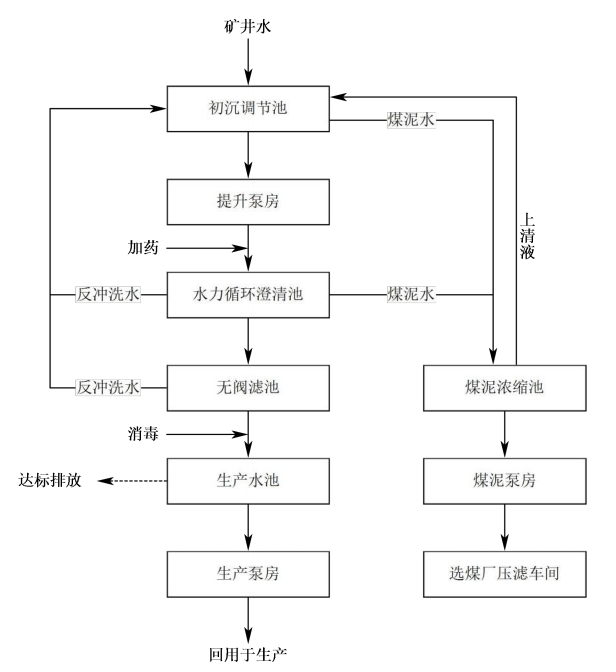 矿井水
初沉调节池
煤泥水
提升泵房
上清液
加药
反冲洗水
水力循环澄清池
煤泥水
反冲洗水
无阀滤池
煤泥浓缩池
消毒
达标排放
生产水池
煤泥泵房
生产泵房
选煤厂压滤车间
回用于生产